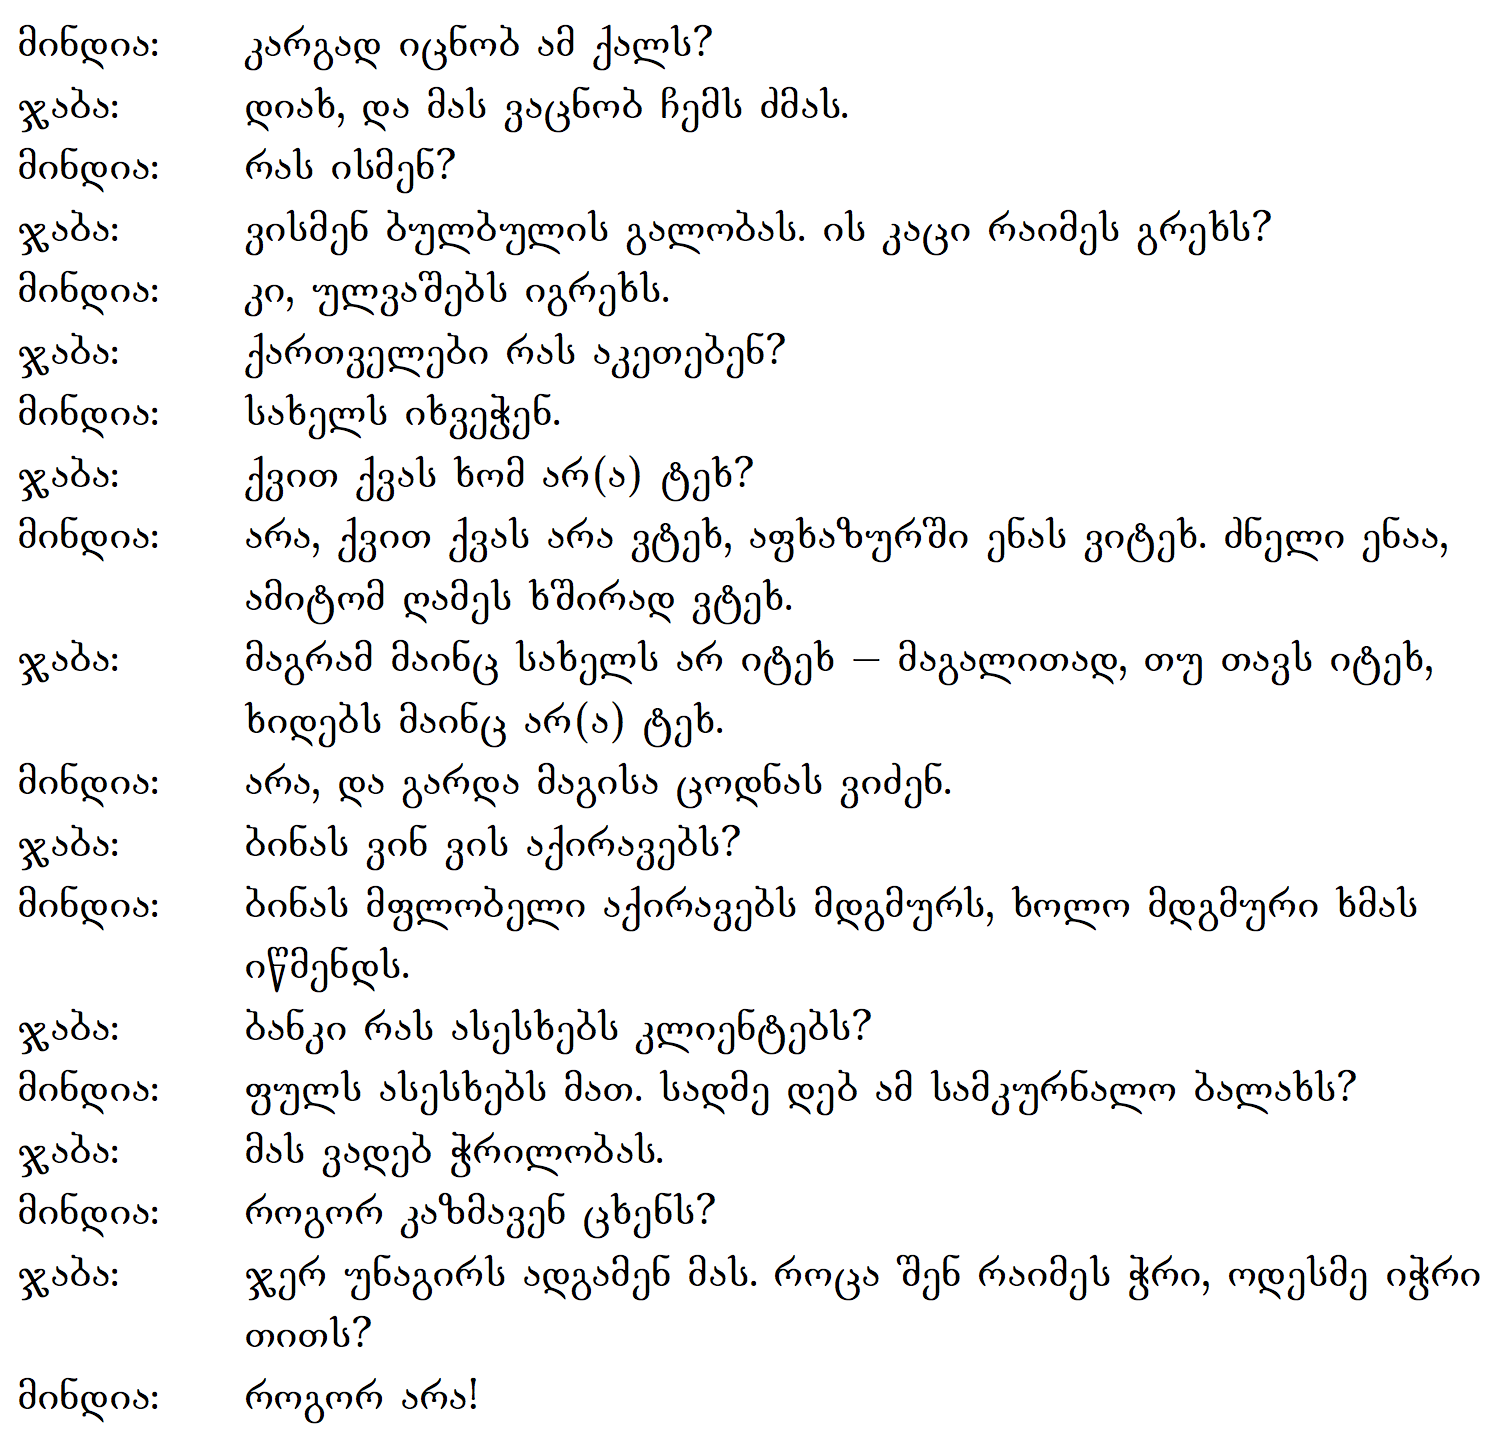 მინდია: კარგად იცნობ ამ ქალს?
ჯაბა: დიახ, და მას ვაცნობ ჩემს ძმას.
მინდია: რას ისმენ?
ჯაბა: ვისმენ ბულბულის გალობას. ის კაცი რაიმეს გრეხს?
მინდია: კი, ულვაშებს იგრეხს.
ჯაბა: ქართველები რას აკეთებენ?
მინდია: სახელს იხვეჭენ.
ჯაბა: ქვით ქვას ხომ არ(ა) ტეხ?
მინდია: არა, ქვით ქვას არა ვტეხ, აფხაზურში ენას ვიტეხ. ძნელი ენაა,
ამიტომ ღამეს ხშირად ვტეხ.
ჯაბა: მაგრამ მაინც სახელს არ იტეხ – მაგალითად, თუ თავს იტეხ,
ხიდებს მაინც არ(ა) ტეხ.
მინდია: არა, და გარდა მაგისა ცოდნას ვიძენ.
ჯაბა: ბინას ვინ ვის აქირავებს?
მინდია: ბინას მფლობელი აქირავებს მდგმურს, ხოლო მდგმური ხმას
იწმენდს.
ჯაბა: ბანკი რას ასესხებს კლიენტებს?
მინდია: ფულს ასესხებს მათ. სადმე დებ ამ სამკურნალო ბალახს?
ჯაბა: მას ვადებ ჭრილობას.
მინდია: როგორ კაზმავენ ცხენს?
ჯაბა: ჯერ უნაგირს ადგამენ მას. როცა შენ რაიმეს ჭრი, ოდესმე იჭრი
თითს?
მინდია: როგორ არა!